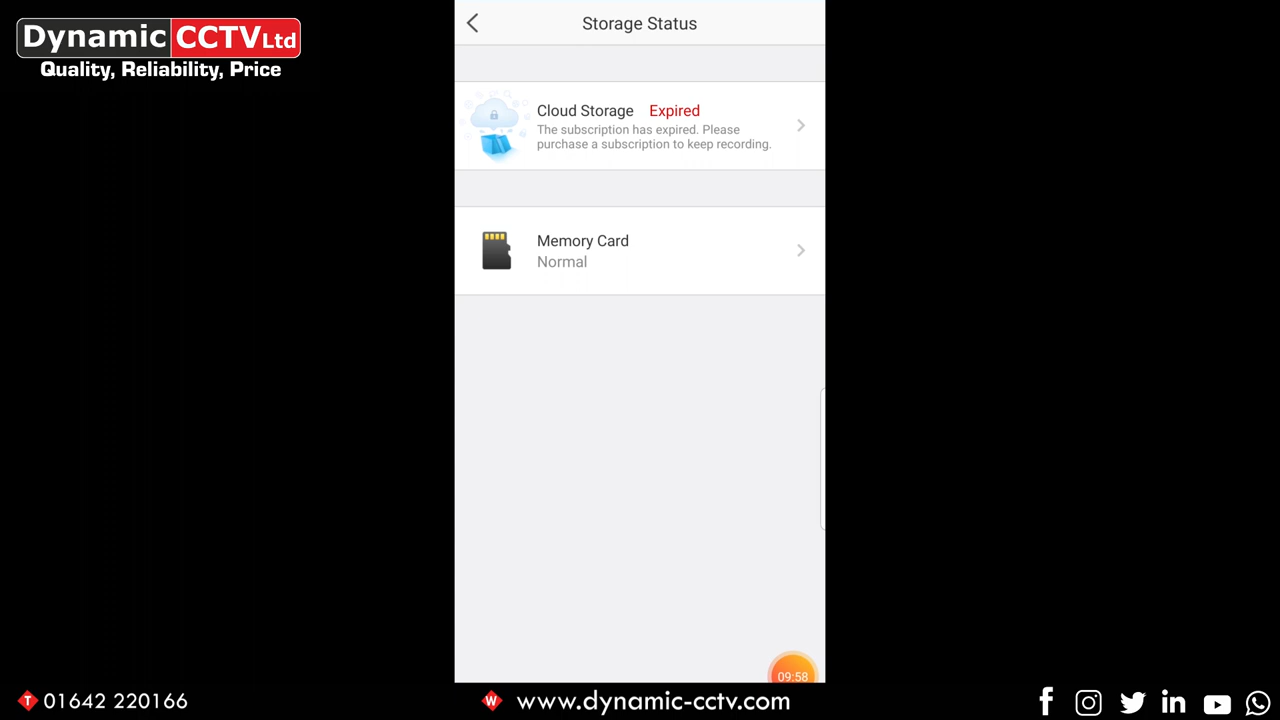 Dynamic CCTV Ltd
Quality, Reliability, Price
Storage Status
Cloud Storage Expired
The subscription has expired. Please
purchase a subscription to keep recording.
Memory Card
Normal
09:58
T 01642 220166
W www.dynamic-cctv.com